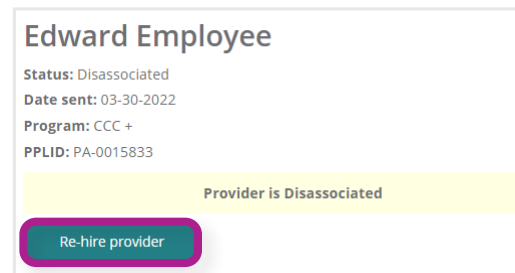 Edward Employee
Status: Disassociated
Date sent: 03-30-2022
Program: CCC +
PPLID: PA-0015833
Provider is Disassociated
Re-hire provider